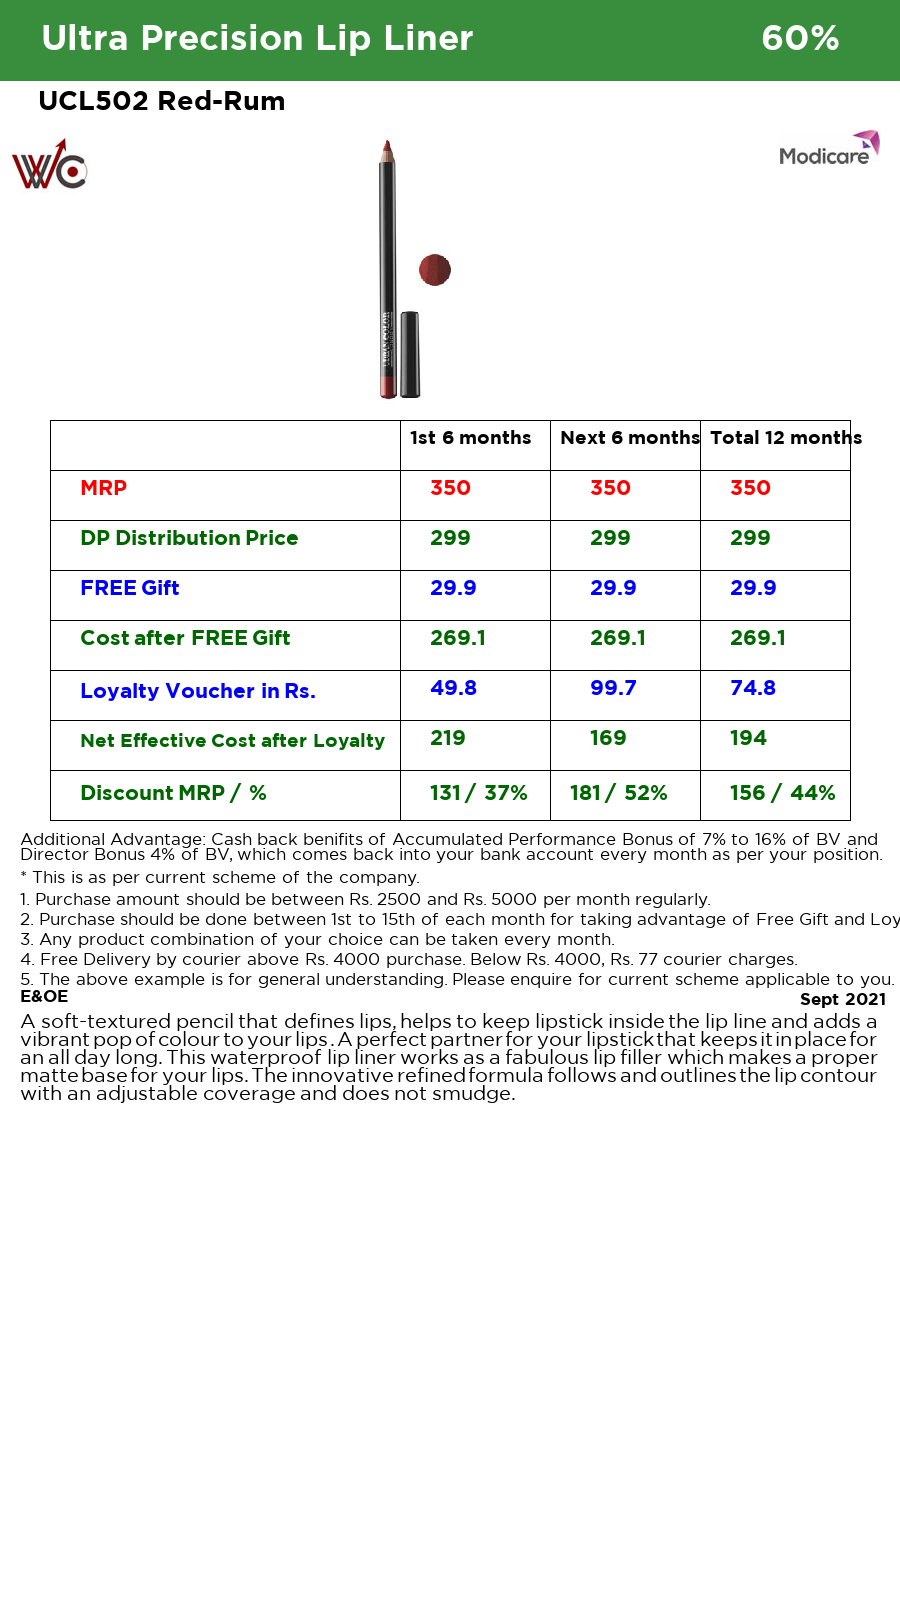 Ultra Precision Lip Liner 60%
UCL502 Red-Rum
WC
Modicare
1st 6 months Next 6 months Total 12 months
MRP 350 350 350
DP Distribution Price 299 299 299
FREE Gift 29.9 29.9 29.9
Cost after FREE Gift 269.1 269.1 269.1
Loyalty Voucher in Rs. 49.8 99.7 74.8
Net Effective Cost after Loyalty 219 169 194
Discount MRP / % 131 / 37% 181 / 52% 156 / 44%
Additional Advantage: Cash back benifits of Accumulated Performance Bonus of 7% to 16% of BV and
Director Bonus 4% of BV, which comes back into your bank account every month as per your position.
* This is as per current scheme of the company.
1. Purchase amount should be between Rs. 2500 and Rs. 5000 per month regularly.
2. Purchase should be done between 1st to 15th of each month for taking advantage of Free Gift and Loy
3. Any product combination of your choice can be taken every month.
4. Free Delivery by courier above Rs. 4000 purchase. Below Rs. 4000, Rs. 77 courier charges.
5. The above example is for general understanding. Please enquire for current scheme applicable to you.
E&OE
Sept 2021
A soft-textured pencil that defines lips, helps to keep lipstick inside the lip line and adds a
vibrant pop of colour to your lips . A perfect partner for your lipstick that keeps it in place for
an all day long. This waterproof lip liner works as a fabulous lip filler which makes a proper
matte base for your lips. The innovative refined formula follows and outlines the lip contour
with an adjustable coverage and does not smudge.